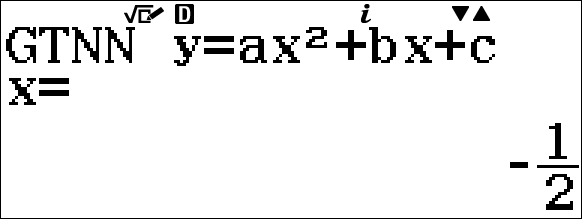 √□ D i ▼▲
GTNN y=ax²+bx+c
x=
-1/2